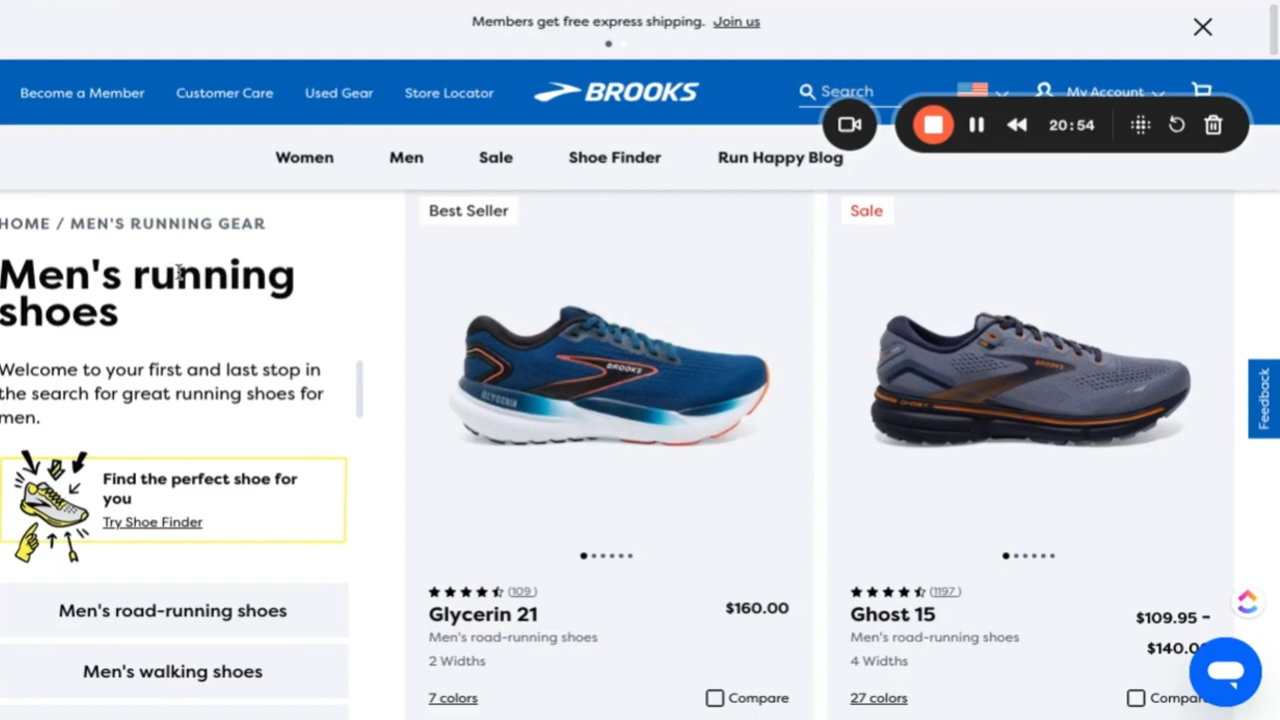 Members get free express shipping. Join us
Become a Member Customer Care Used Gear Store Locator BROOKS Search My Account
20:54
Women Men Sale Shoe Finder Run Happy Blog
HOME / MEN'S RUNNING GEAR
Men's running
shoes
Welcome to your first and last stop in
the search for great running shoes for
men.
Find the perfect shoe for
you
Try Shoe Finder
Men's road-running shoes
Men's walking shoes
Best Seller
BROOKS
GLYCERIN
(109)
Glycerin 21
$160.00
Men's road-running shoes
2 Widths
7 colors
Compare
Sale
BROOKS
GHOST
(1197)
Ghost 15
$109.95 –
Men's road-running shoes
$140.0
4 Widths
27 colors
Compar
Feedback